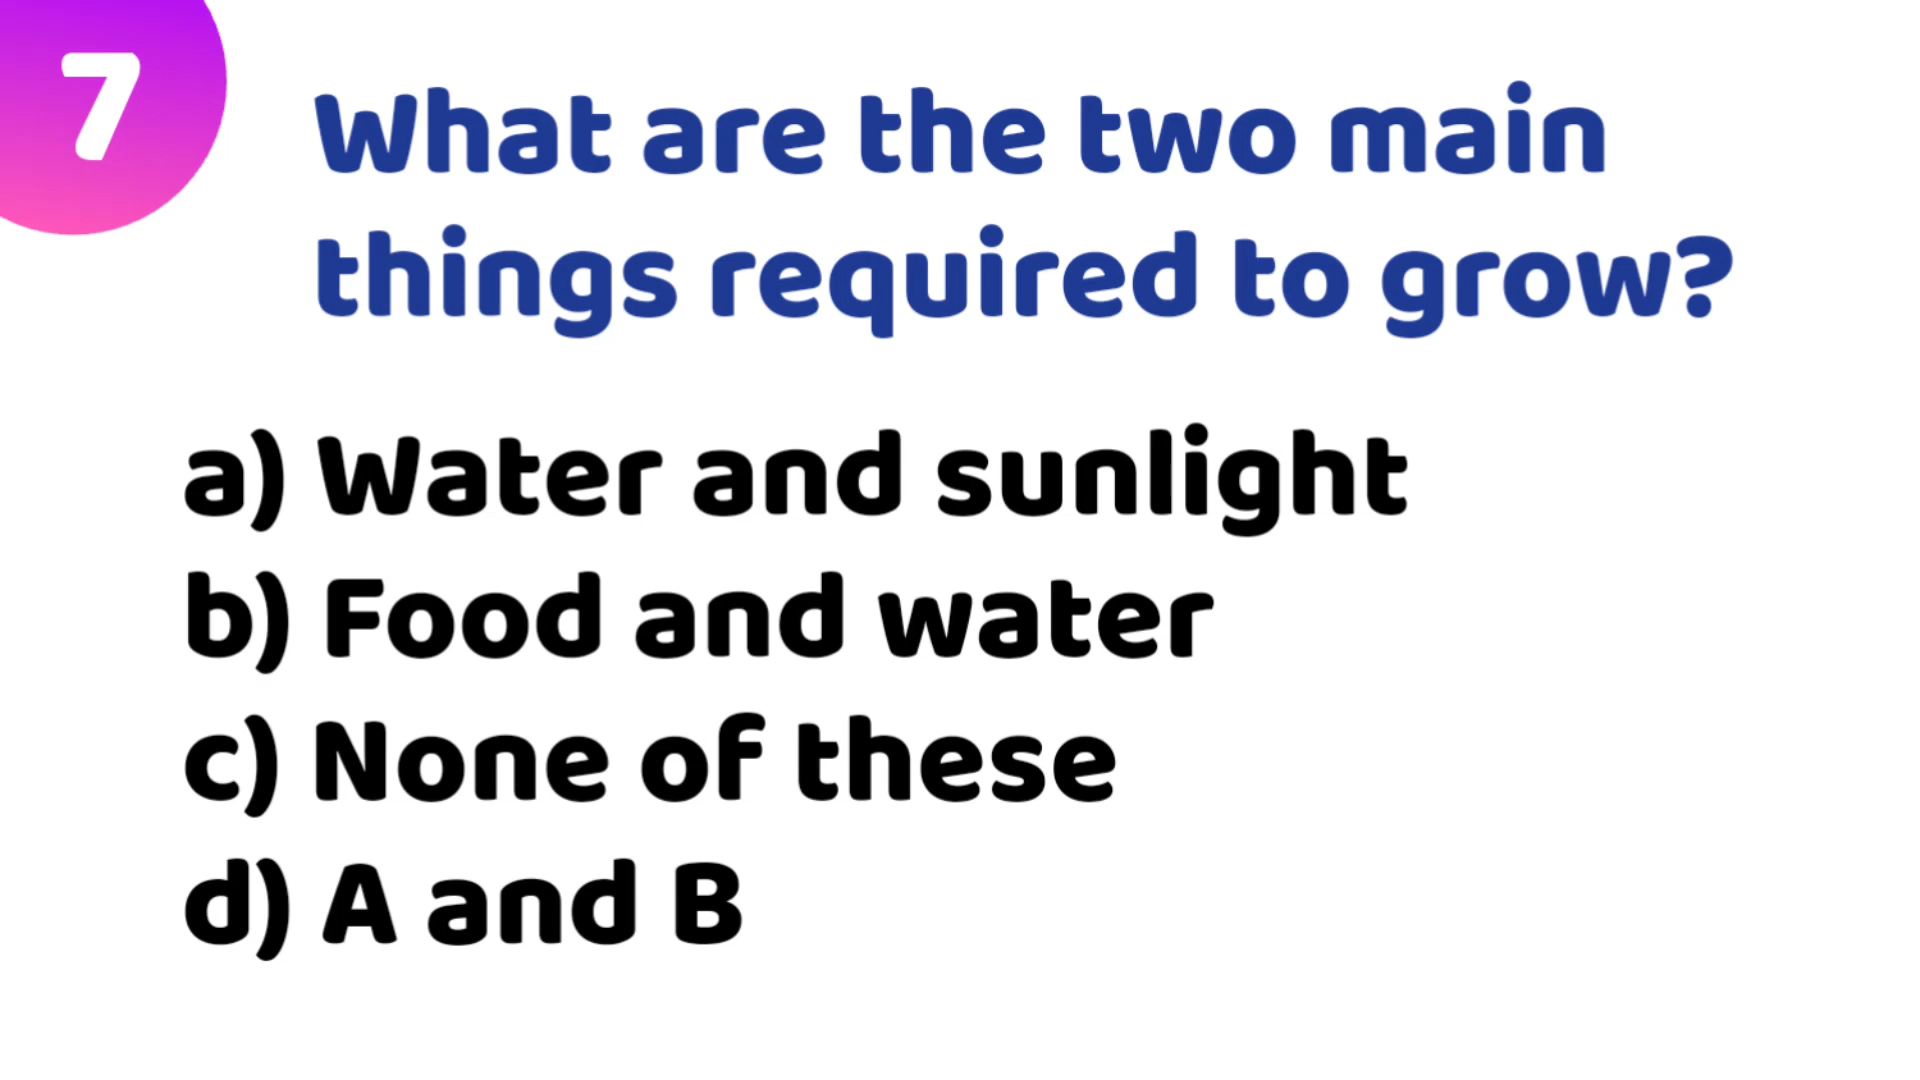 7
What are the two main
things required to grow?
a) Water and sunlight
b) Food and water
c) None of these
d) A and B